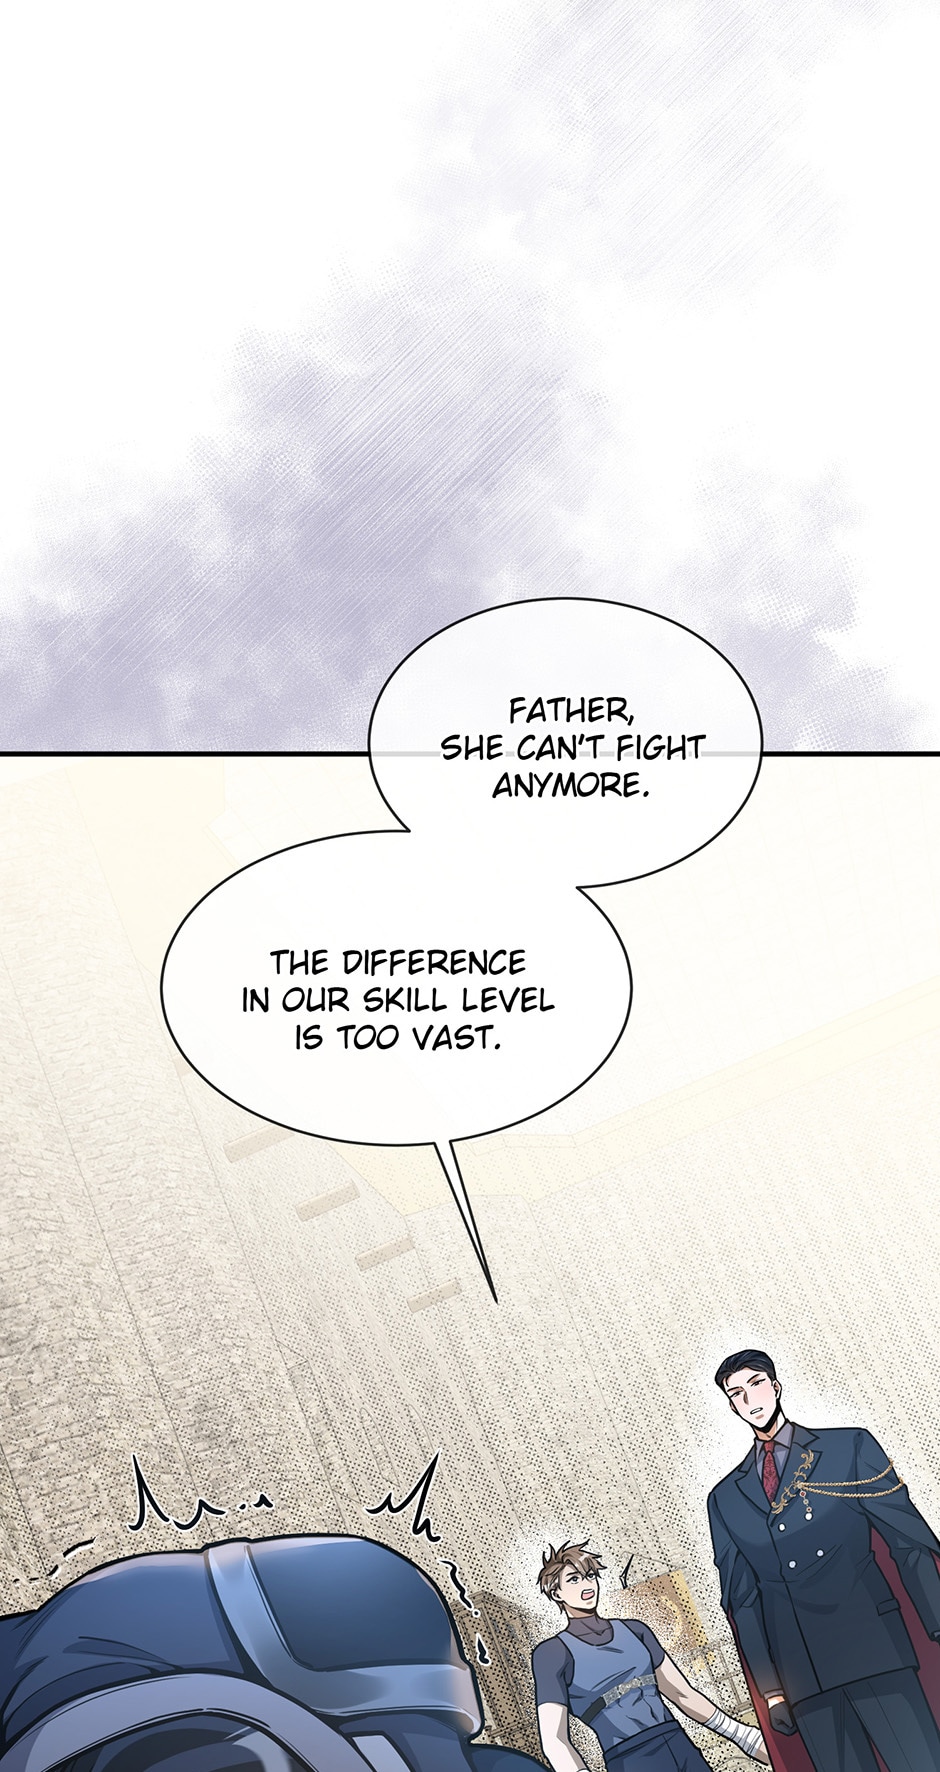 FATHER,
SHE CAN'T FIGHT
ANYMORE.
THE DIFFERENCE
IN OUR SKILL LEVEL
IS TOO VAST.